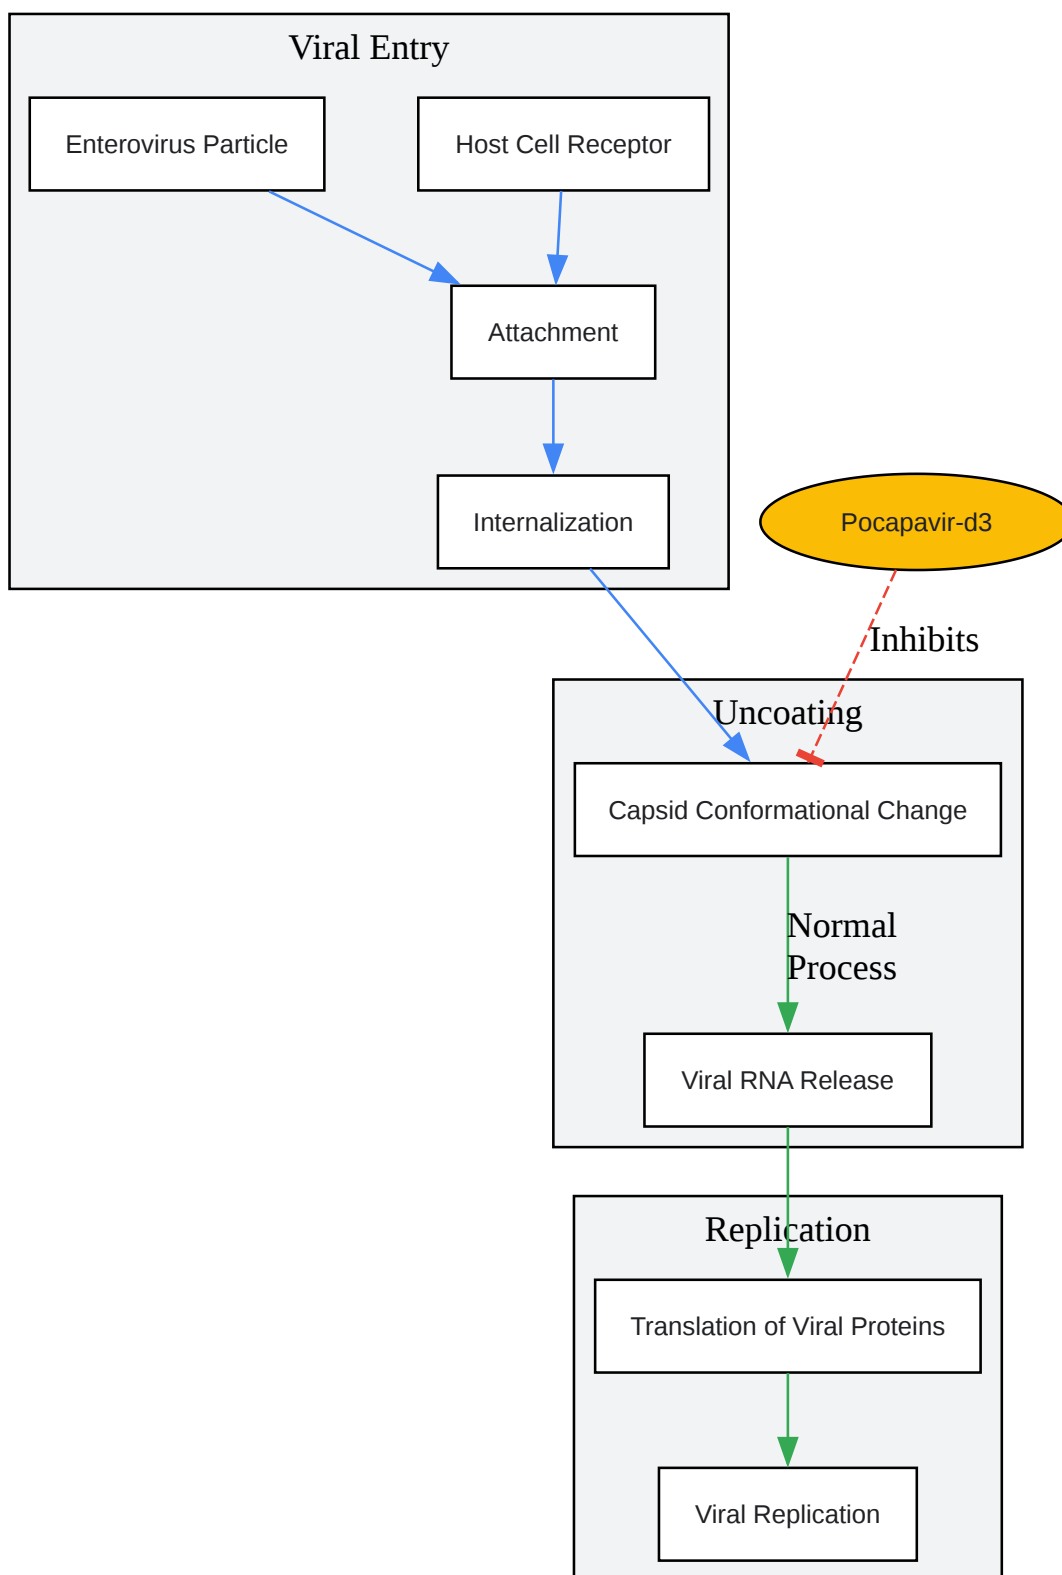 Viral Entry
Enterovirus Particle
Host Cell Receptor
Attachment
Internalization
Pocapavir-d3
Inhibits
Uncoating
Capsid Conformational Change
Normal
Process
Viral RNA Release
Replication
Translation of Viral Proteins
Viral Replication